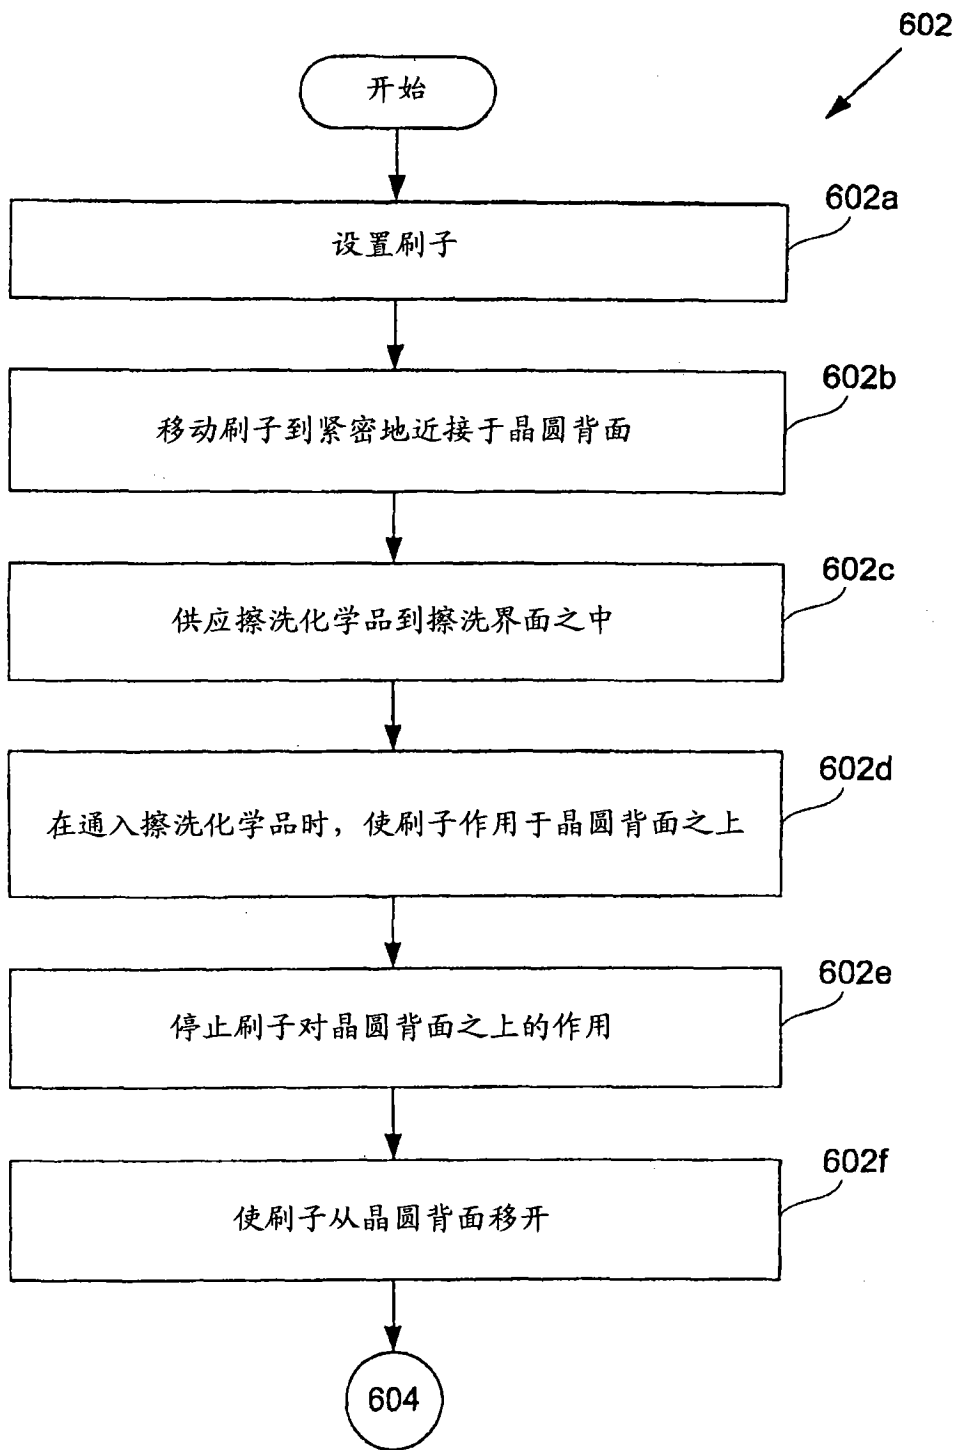 602
开始
602a
设置刷子
602b
移动刷子到紧密地近接于晶圆背面
602c
供应擦洗化学品到擦洗界面之中
602d
在通入擦洗化学品时，使刷子作用于晶圆背面之上
602e
停止刷子对晶圆背面之上的作用
602f
使刷子从晶圆背面移开
604